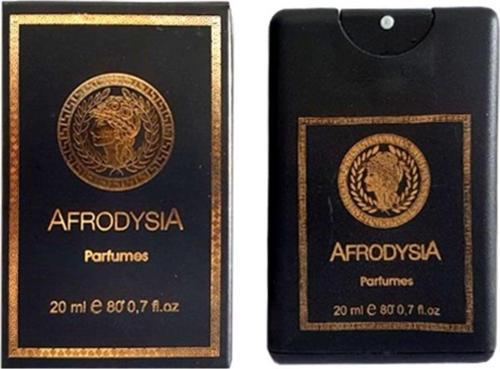 AFRODYSIA
Parfumes
20 ml e 80° 0,7 fl.oz
AFRODYSIA
Parfumes
20 ml e 80° 0,7 fl.oz